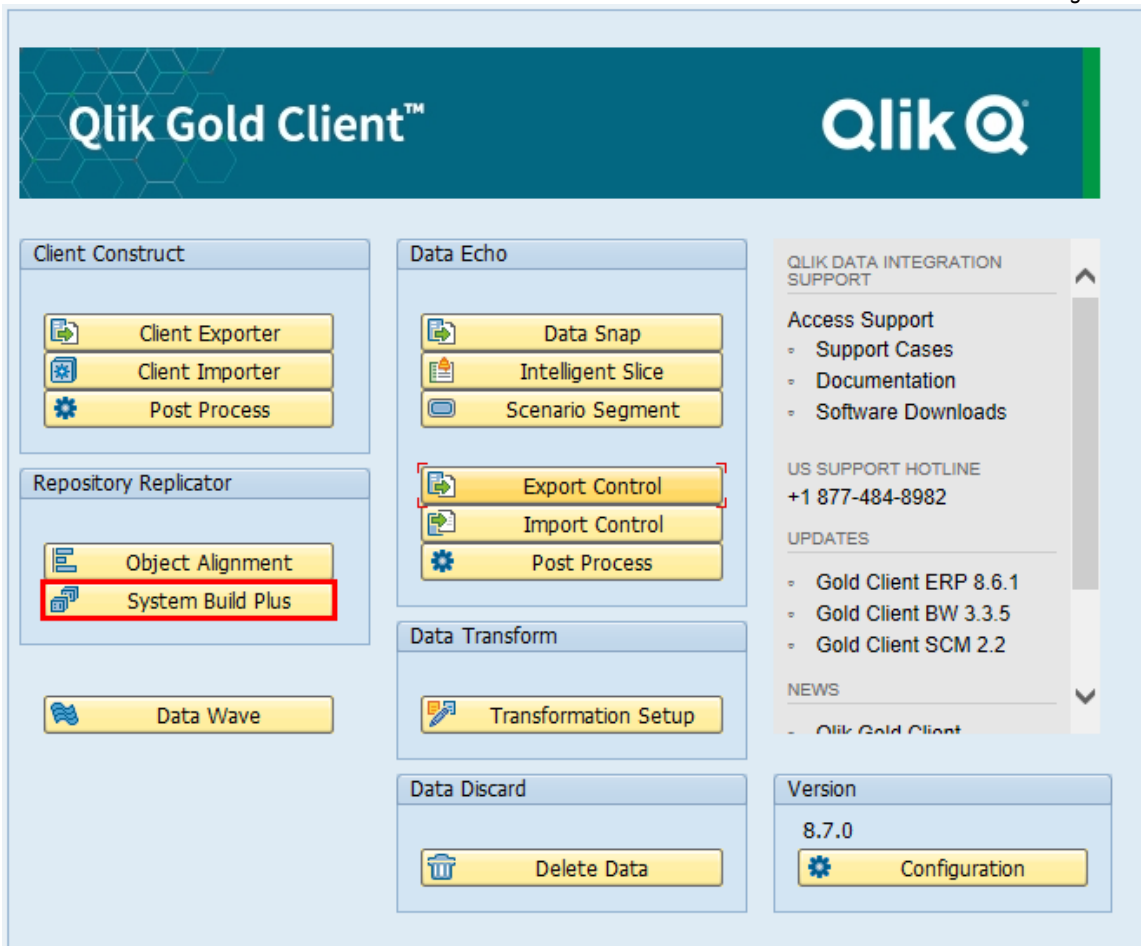 Qlik Gold Client™
Qlik
Client Construct
Client Exporter
Client Importer
Post Process
Repository Replicator
Object Alignment
System Build Plus
Data Wave
Data Echo
Data Snap
Intelligent Slice
Scenario Segment
Export Control
Import Control
Post Process
Data Transform
Transformation Setup
Data Discard
Delete Data
QLIK DATA INTEGRATION
SUPPORT
Access Support
Support Cases
Documentation
Software Downloads
US SUPPORT HOTLINE
+1 877-484-8982
UPDATES
Gold Client ERP 8.6.1
Gold Client BW 3.3.5
Gold Client SCM 2.2
NEWS
Qlik Gold Client
Version
8.7.0
Configuration